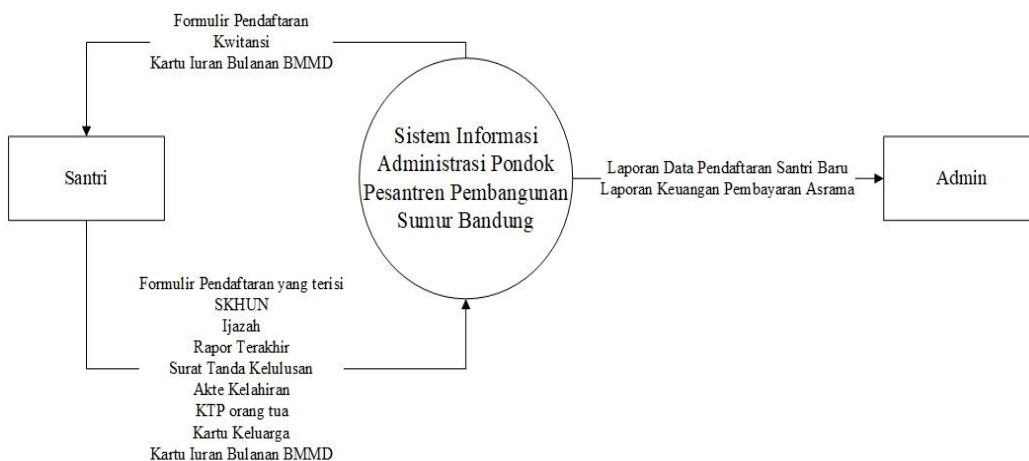 Formulir Pendaftaran
Kwitansi
Kartu Iuran Bulanan BMMD
Santri
Sistem Informasi
Administrasi Pondok
Pesantren Pembangunan
Sumur Bandung
Laporan Data Pendaftaran Santri Baru
Laporan Keuangan Pembayaran Asrama
Admin
Formulir Pendaftaran yang terisi
SKHUN
Ijazah
Rapor Terakhir
Surat Tanda Kelulusan
Akte Kelahiran
KTP orang tua
Kartu Keluarga
Kartu Iuran Bulanan BMMD